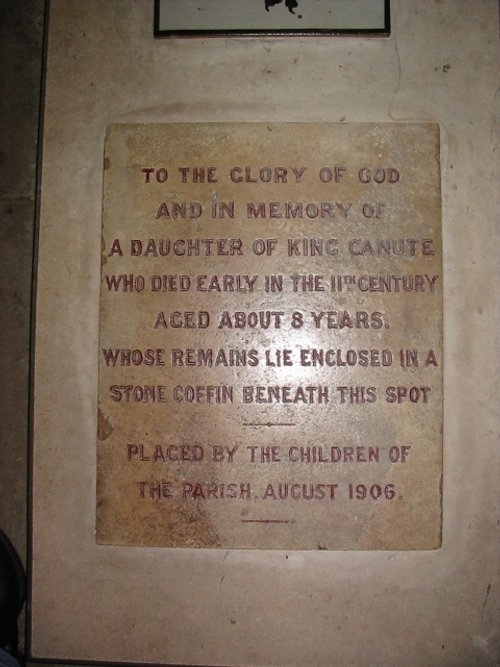 TO THE GLORY OF GOD
AND IN MEMORY OF
A DAUGHTER OF KING CANUTE
WHO DIED EARLY IN THE 11TH CENTURY
AGED ABOUT 8 YEARS.
WHOSE REMAINS LIE ENCLOSED IN A
STONE COFFIN BENEATH THIS SPOT
PLACED BY THE CHILDREN OF
THE PARISH, AUGUST 1906.